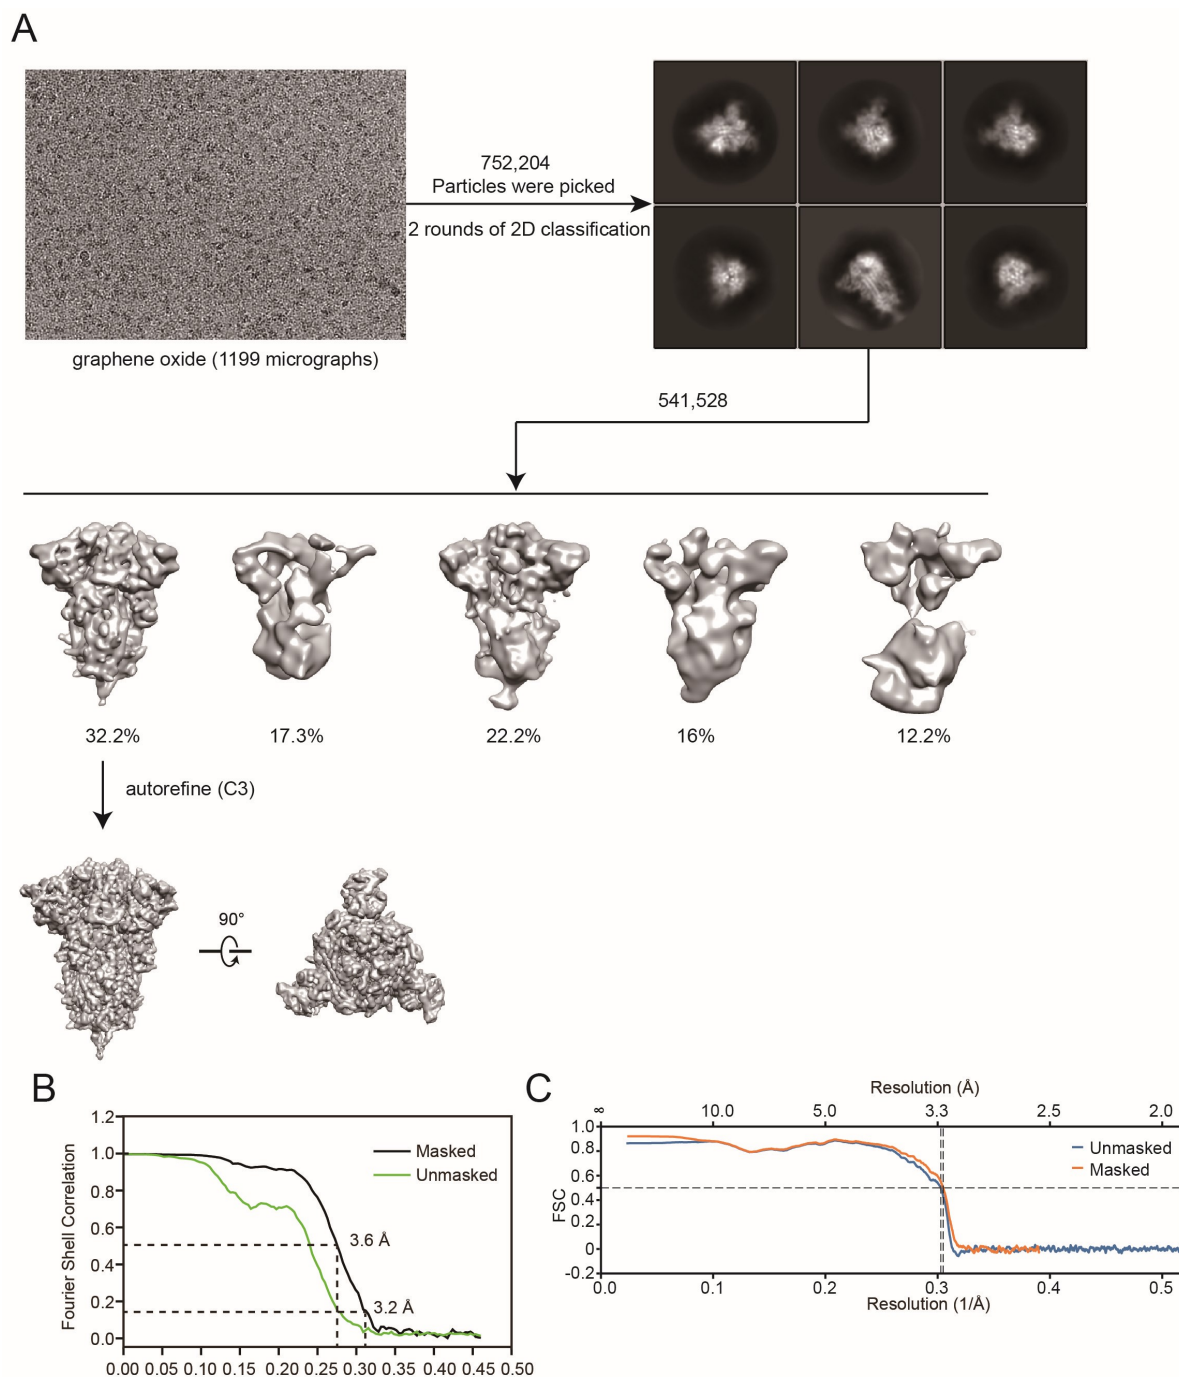 A
752,204
Particles were picked
2 rounds of 2D classification
graphene oxide (1199 micrographs)
541,528
32.2%
17.3%
22.2%
16%
12.2%
autorefine (C3)
90°
B
1.2
1.0
0.8
0.6
0.4
0.2
0.0
Fourier Shell Correlation
Masked
Unmasked
3.6 Å
3.2 Å
0.00 0.05 0.10 0.15 0.20 0.25 0.30 0.35 0.40 0.45 0.50
C
Resolution (Å)
∞ 10.0 5.0 3.3 2.5 2.0
1.0
0.8
0.6
0.4
0.2
0
-0.2
FSC
Unmasked
Masked
0.0 0.1 0.2 0.3 0.4 0.5
Resolution (1/Å)